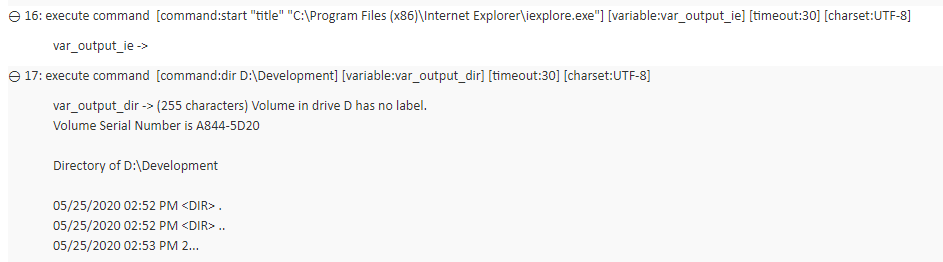 16: execute command [command:start "title" "C:\Program Files (x86)\Internet Explorer\iexplore.exe"] [variable:var_output_ie] [timeout:30] [charset:UTF-8]
var_output_ie ->
17: execute command [command:dir D:\Development] [variable:var_output_dir] [timeout:30] [charset:UTF-8]
var_output_dir -> (255 characters) Volume in drive D has no label.
Volume Serial Number is A844-5D20
Directory of D:\Development
05/25/2020 02:52 PM <DIR> .
05/25/2020 02:52 PM <DIR> ..
05/25/2020 02:53 PM 2...